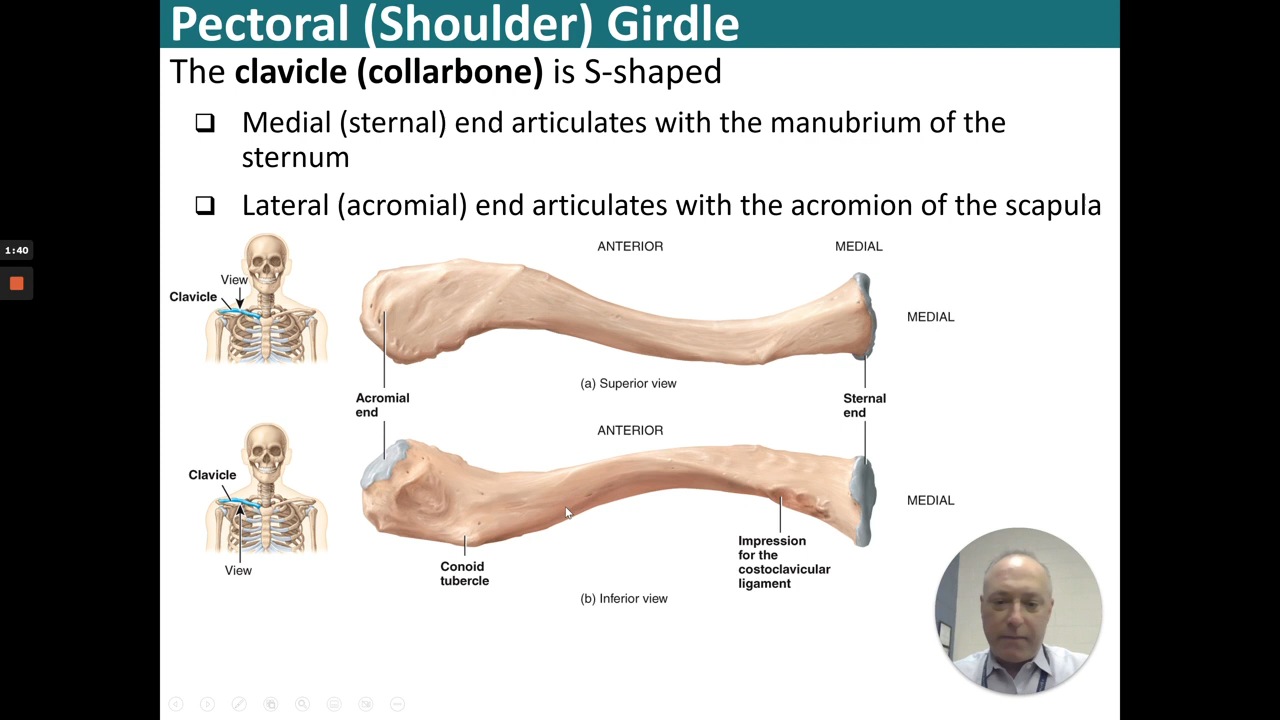 Pectoral (Shoulder) Girdle
The clavicle (collarbone) is S-shaped
❑ Medial (sternal) end articulates with the manubrium of the
sternum
❑ Lateral (acromial) end articulates with the acromion of the scapula
1:40
ANTERIOR
MEDIAL
View
Clavicle
MEDIAL
(a) Superior view
Acromial
end
Sternal
end
ANTERIOR
Clavicle
MEDIAL
View
Conoid
tubercle
Impression
for the
costoclavicular
ligament
(b) Inferior view